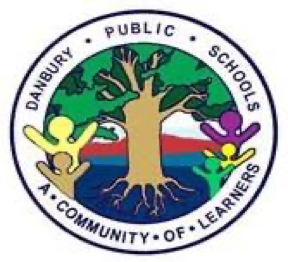 DANBURY • PUBLIC • SCHOOLS
A • COMMUNITY • OF • LEARNERS